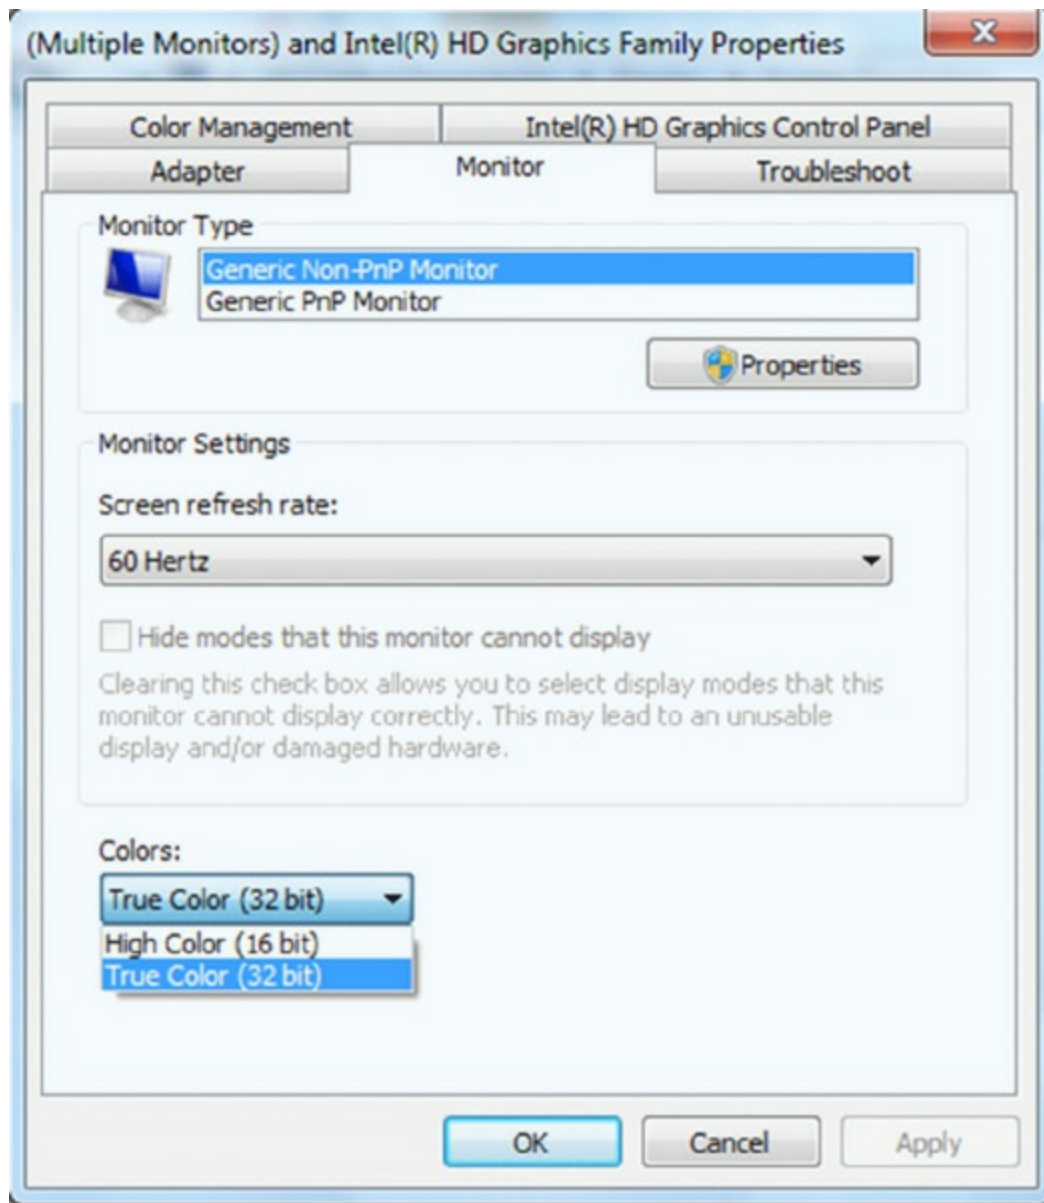 (Multiple Monitors) and Intel(R) HD Graphics Family Properties
Color Management
Intel(R) HD Graphics Control Panel
Adapter
Monitor
Troubleshoot
Monitor Type
Generic Non-PnP Monitor
Generic PnP Monitor
Properties
Monitor Settings
Screen refresh rate:
60 Hertz
Hide modes that this monitor cannot display
Clearing this check box allows you to select display modes that this
monitor cannot display correctly. This may lead to an unusable
display and/or damaged hardware.
Colors:
True Color (32 bit)
High Color (16 bit)
True Color (32 bit)
OK
Cancel
Apply